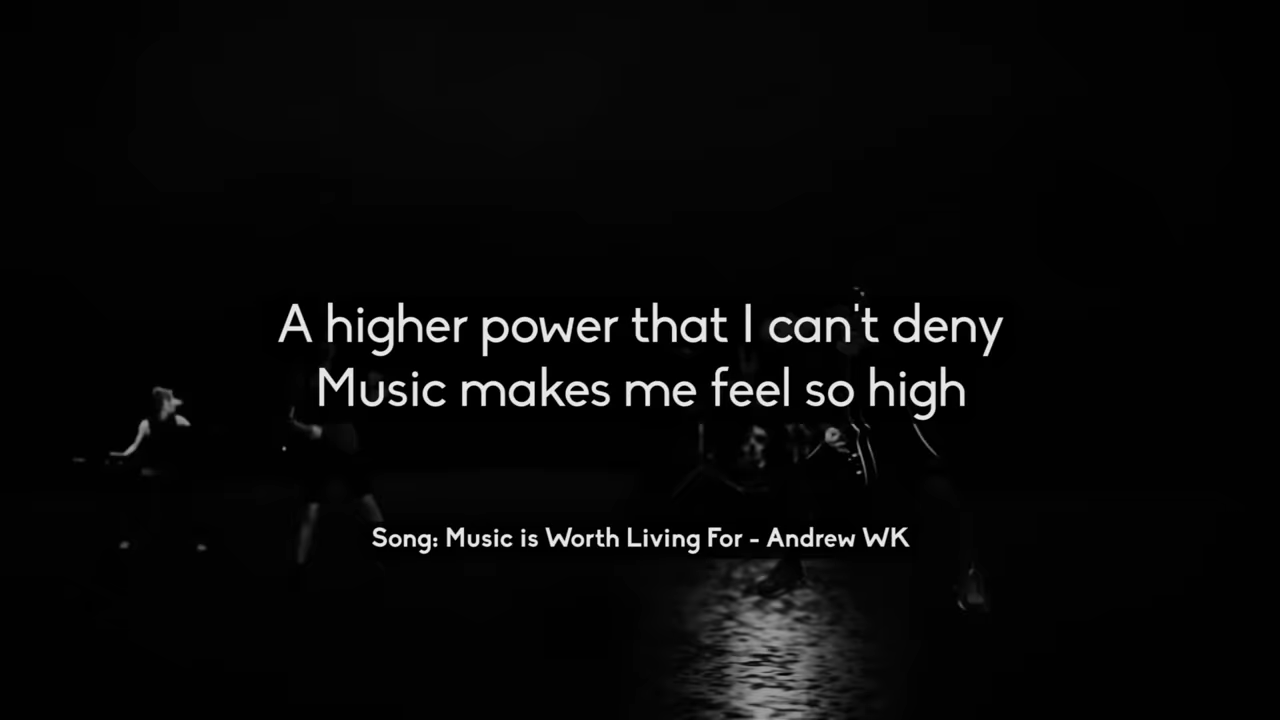 A higher power that I can't deny
Music makes me feel so high
Song: Music is Worth Living For - Andrew WK